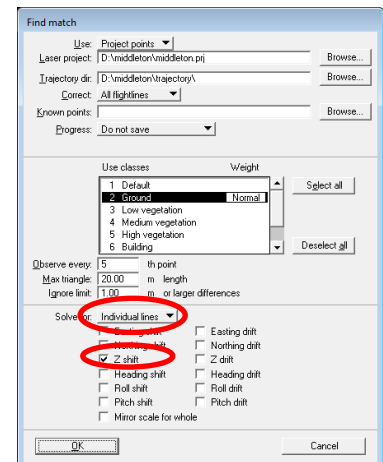 Find match
Use: Project points
Laser project: D:\middleton\middleton.prj Browse...
Trajectory dir: D:\middleton\trajectory\ Browse...
Correct: All flightlines
Known points: Browse...
Progress: Do not save
Use classes Weight
1 Default
2 Ground Normal
3 Low vegetation
4 Medium vegetation
5 High vegetation
6 Building
Select all
Deselect all
Observe every: 5 th point
Max triangle: 20.00 m length
Ignore limit: 1.00 m or larger differences
Solve for: Individual lines
Easting shift Easting drift
Northing shift Northing drift
Z shift Z drift
Heading shift Heading drift
Roll shift Roll drift
Pitch shift Pitch drift
Mirror scale for whole
OK Cancel